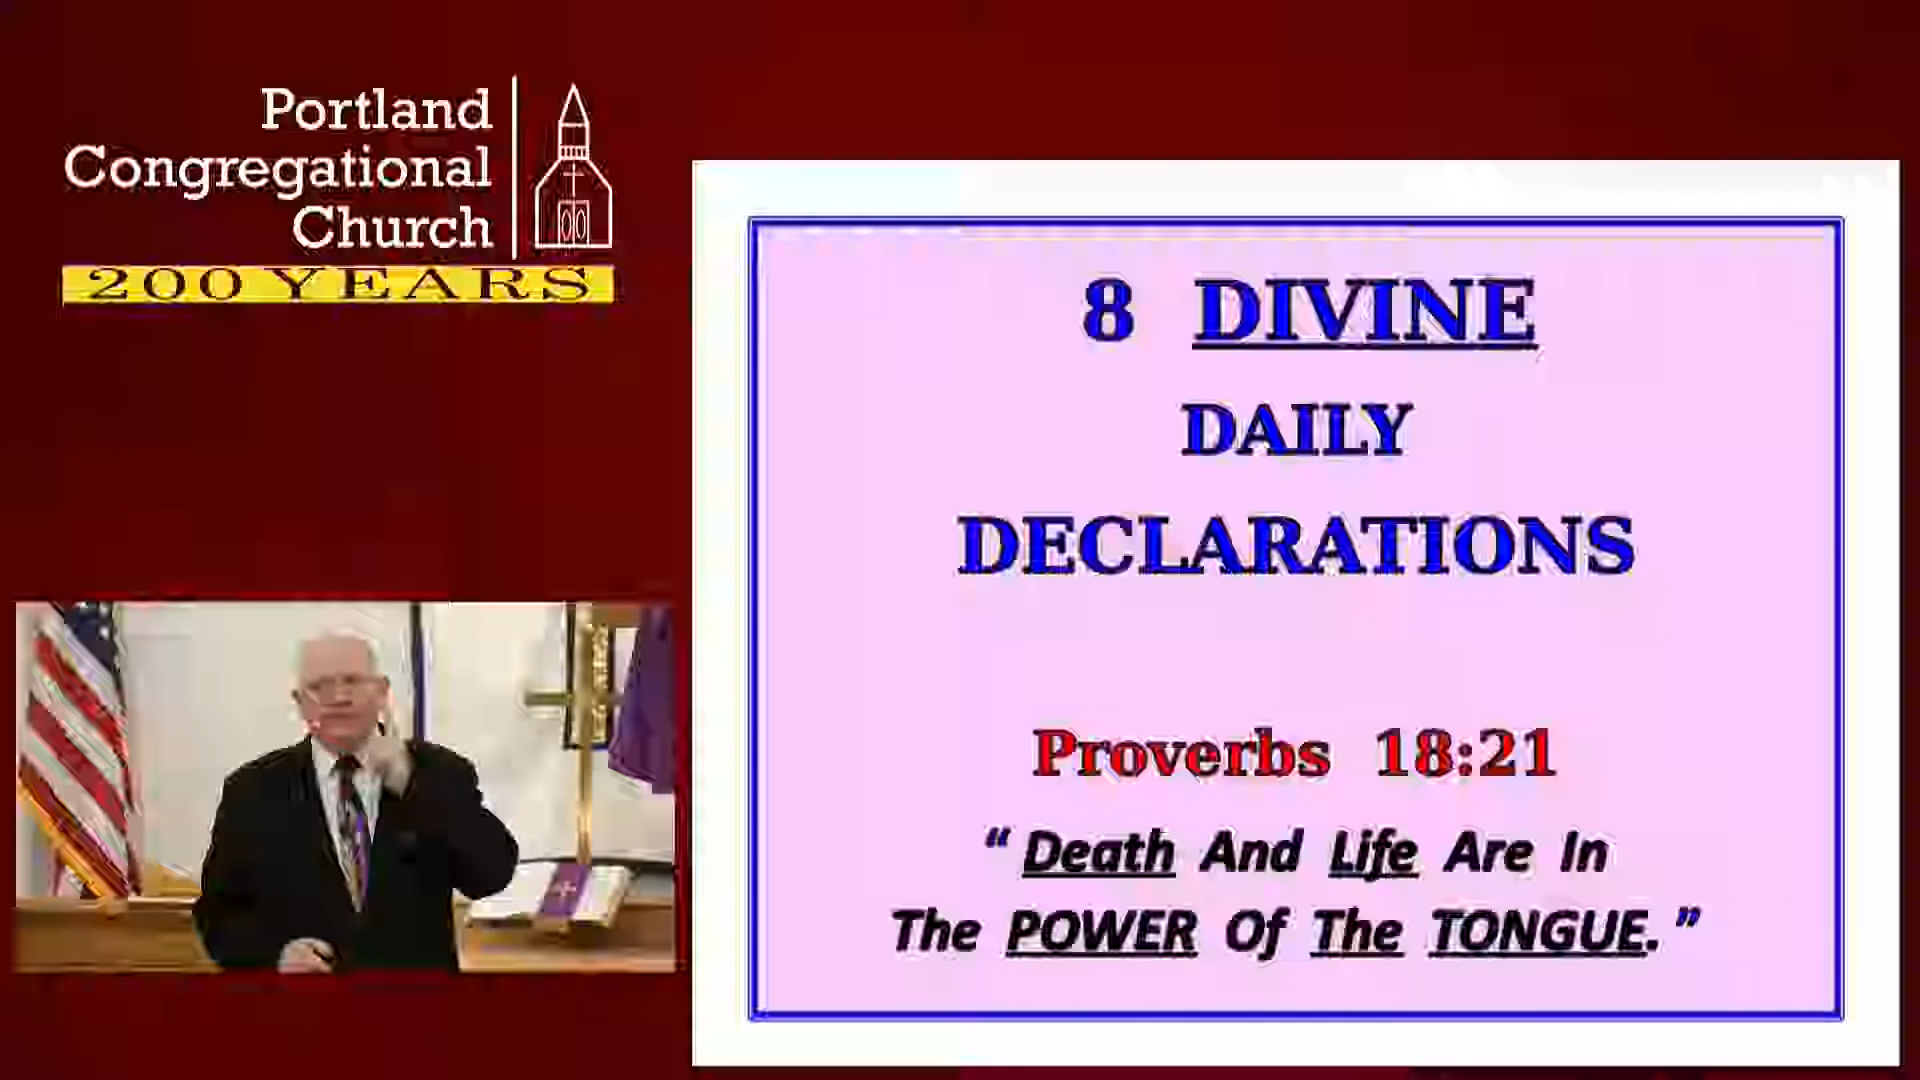 Portland
Congregational
Church
200 YEARS
8 DIVINE
DAILY
DECLARATIONS
Proverbs 18:21
“ Death And Life Are In
The POWER Of The TONGUE. ”